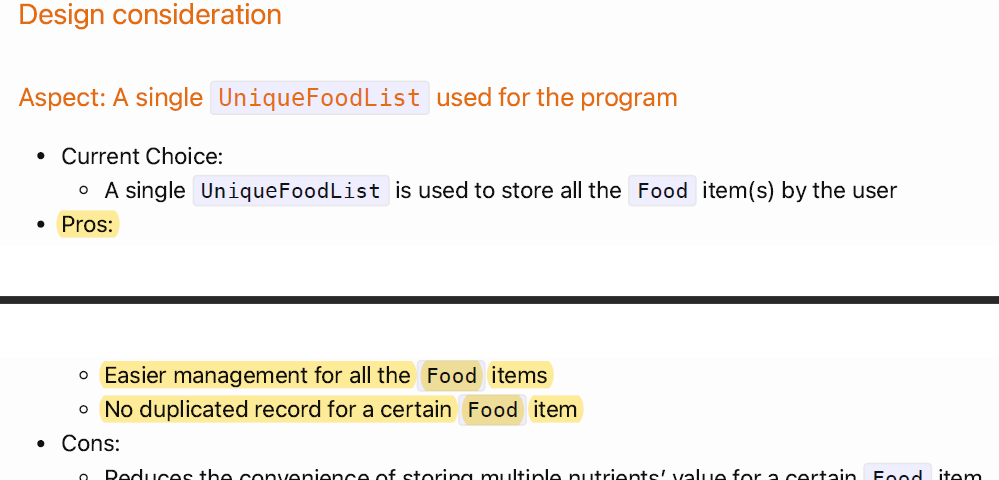 Design consideration
Aspect: A single UniqueFoodList used for the program
• Current Choice:
◦ A single UniqueFoodList is used to store all the Food item(s) by the user
• Pros:
◦ Easier management for all the Food items
◦ No duplicated record for a certain Food item
• Cons:
◦ Reduces the convenience of storing multiple nutrients’ value for a certain Food item